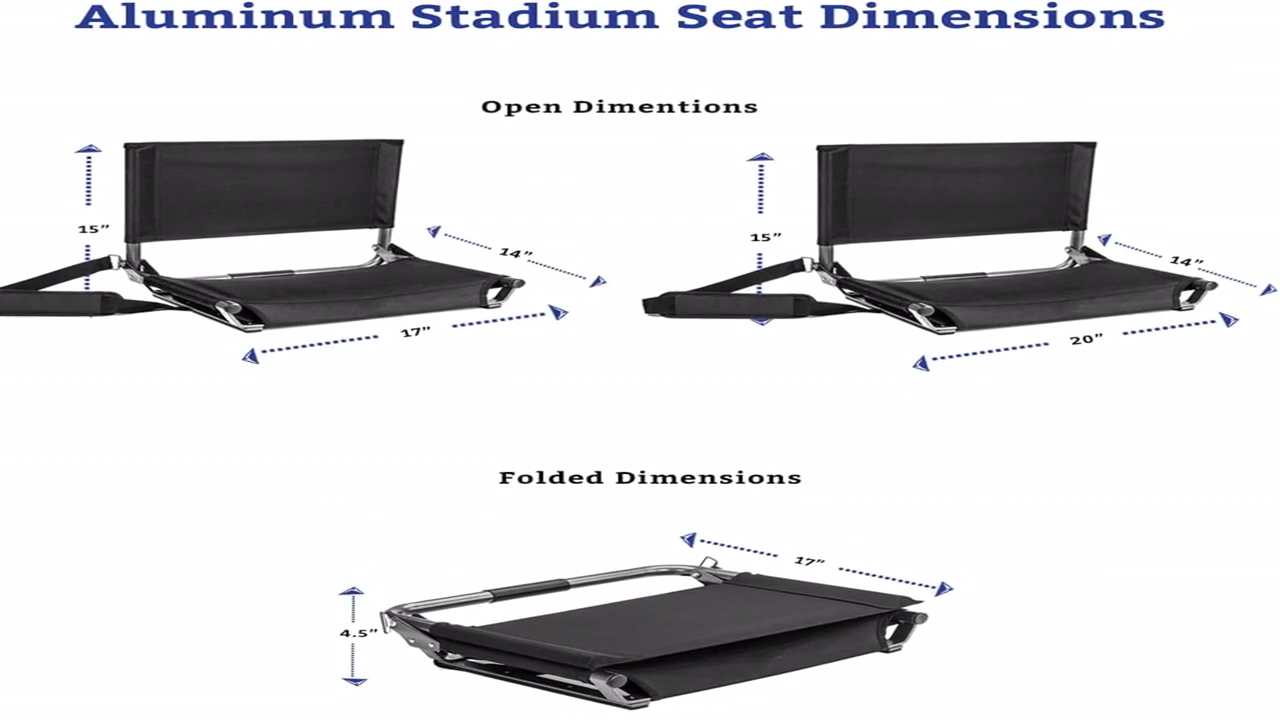 Aluminum Stadium Seat Dimensions
Open Dimentions
15”
14”
17”
15”
14”
20”
Folded Dimensions
17”
4.5”